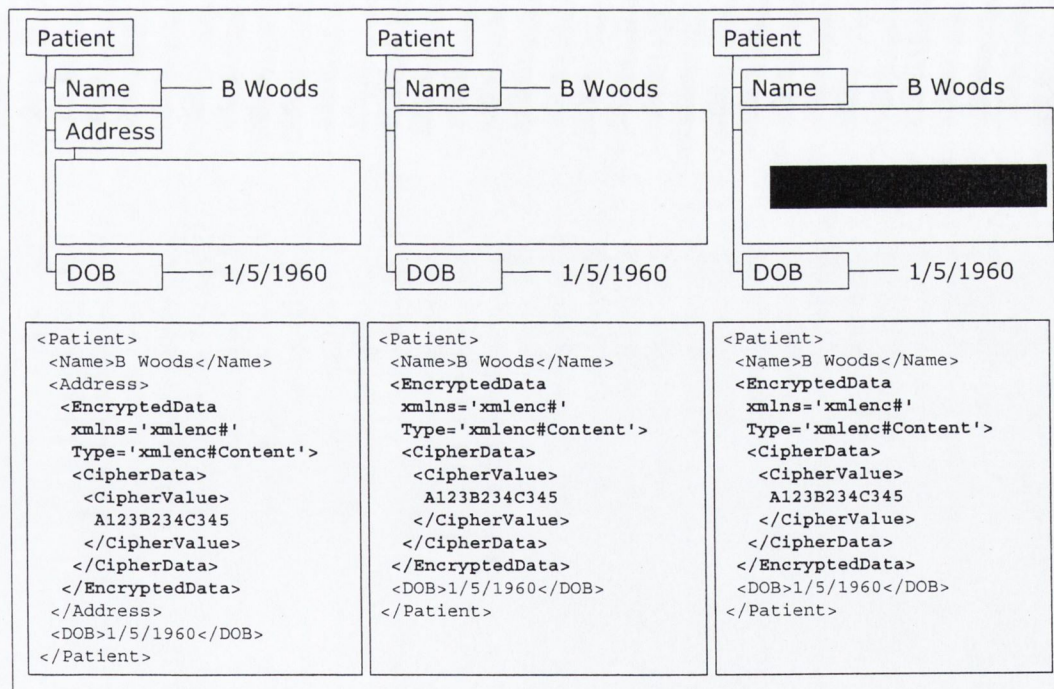 Patient
Name B Woods
Address
DOB 1/5/1960
Patient
Name B Woods
DOB 1/5/1960
Patient
Name B Woods
DOB 1/5/1960
<Patient>
<Name>B Woods</Name>
<Address>
<EncryptedData
xmlns='xmlenc#'
Type='xmlenc#Content'>
<CipherData>
<CipherValue>
A123B234C345
</CipherValue>
</CipherData>
</EncryptedData>
</Address>
<DOB>1/5/1960</DOB>
</Patient>
<Patient>
<Name>B Woods</Name>
<EncryptedData
xmlns='xmlenc#'
Type='xmlenc#Content'>
<CipherData>
<CipherValue>
A123B234C345
</CipherValue>
</CipherData>
</EncryptedData>
<DOB>1/5/1960</DOB>
</Patient>
<Patient>
<Name>B Woods</Name>
<EncryptedData
xmlns='xmlenc#'
Type='xmlenc#Content'>
<CipherData>
<CipherValue>
A123B234C345
</CipherValue>
</CipherData>
</EncryptedData>
<DOB>1/5/1960</DOB>
</Patient>